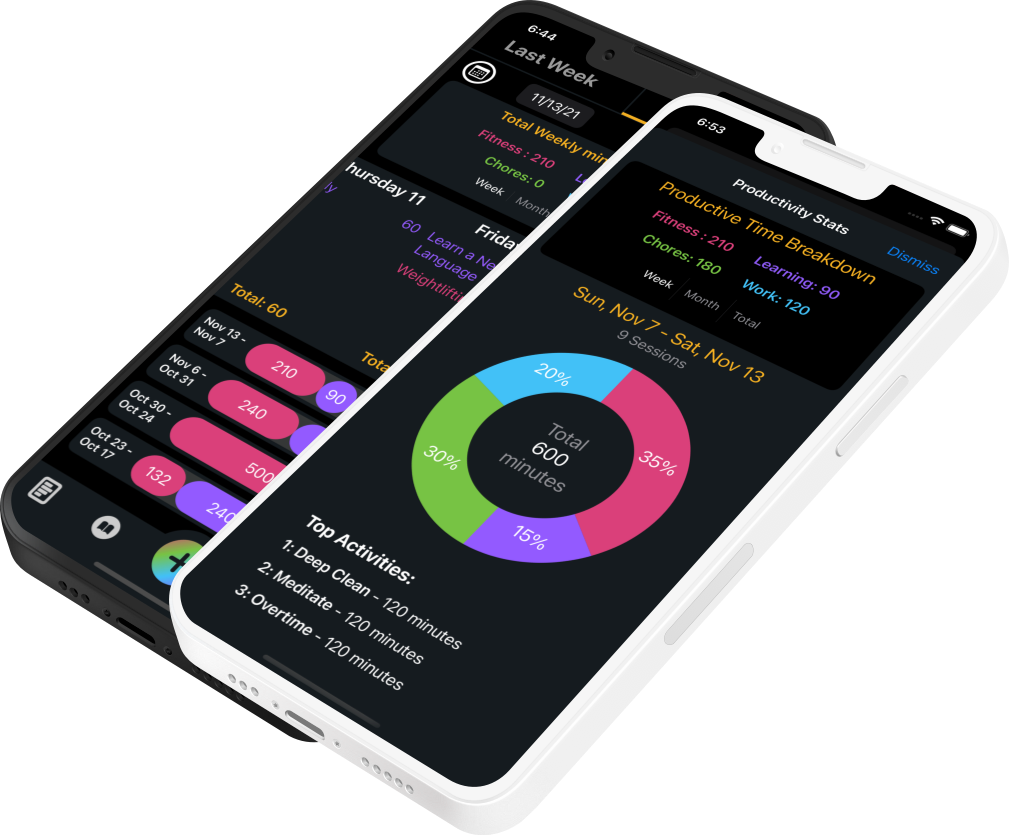 6:44
Last Week
11/13/21
Total Weekly min
Fitness : 210
Chores: 0
Week
Month
hursday 11
Frida
60 Learn a Ne
Language
Weightlifti
Total: 60
Total
Nov 13 -
Nov 7
210
90
Nov 6 -
Oct 31
240
Oct 30 -
Oct 24
500
Oct 23 -
Oct 17
132
240
6:53
Productivity Stats
Dismiss
Productive Time Breakdown
Fitness : 210
Learning: 90
Chores: 180
Work: 120
Week
Month
Total
Sun, Nov 7 - Sat, Nov 13
9 Sessions
20%
35%
30%
15%
Total
600
minutes
Top Activities:
1: Deep Clean - 120 minutes
2: Meditate - 120 minutes
3: Overtime - 120 minutes